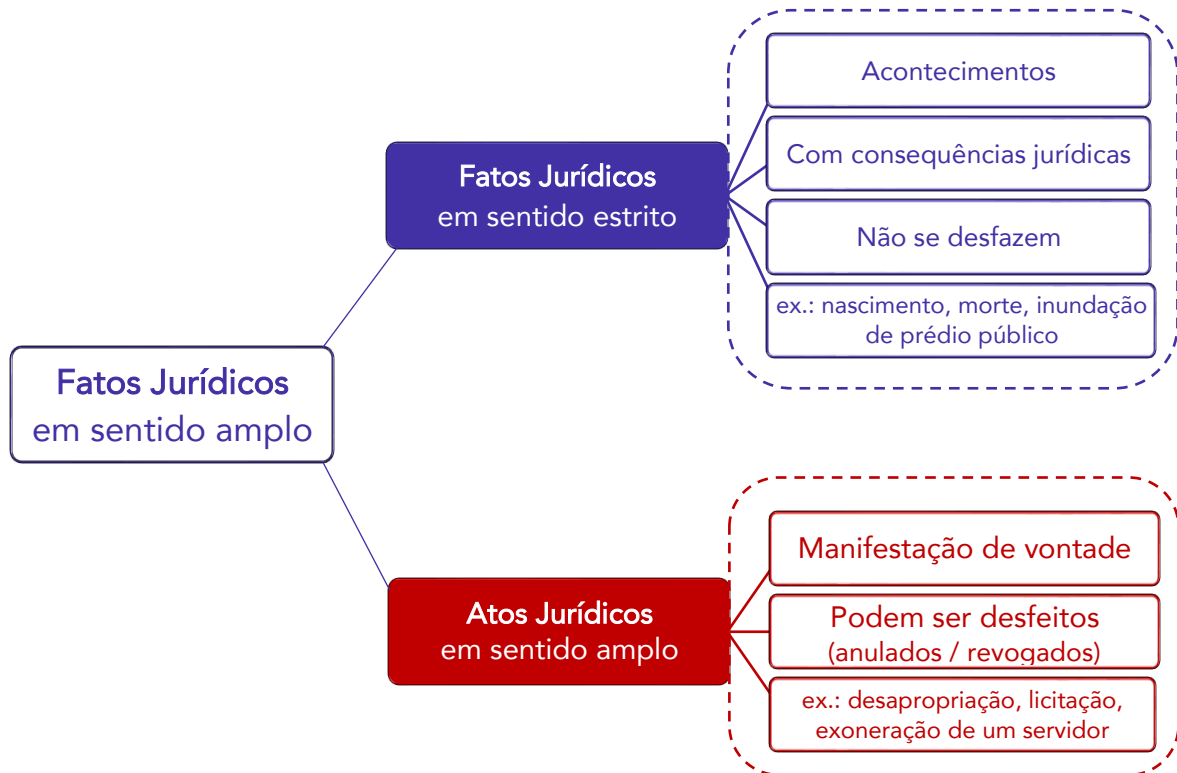 Fatos Jurídicos
em sentido amplo
Fatos Jurídicos
em sentido estrito
Acontecimentos
Com consequências jurídicas
Não se desfazem
ex.: nascimento, morte, inundação
de prédio público
Atos Jurídicos
em sentido amplo
Manifestação de vontade
Podem ser desfeitos
(anulados / revogados)
ex.: desapropriação, licitação,
exoneração de um servidor